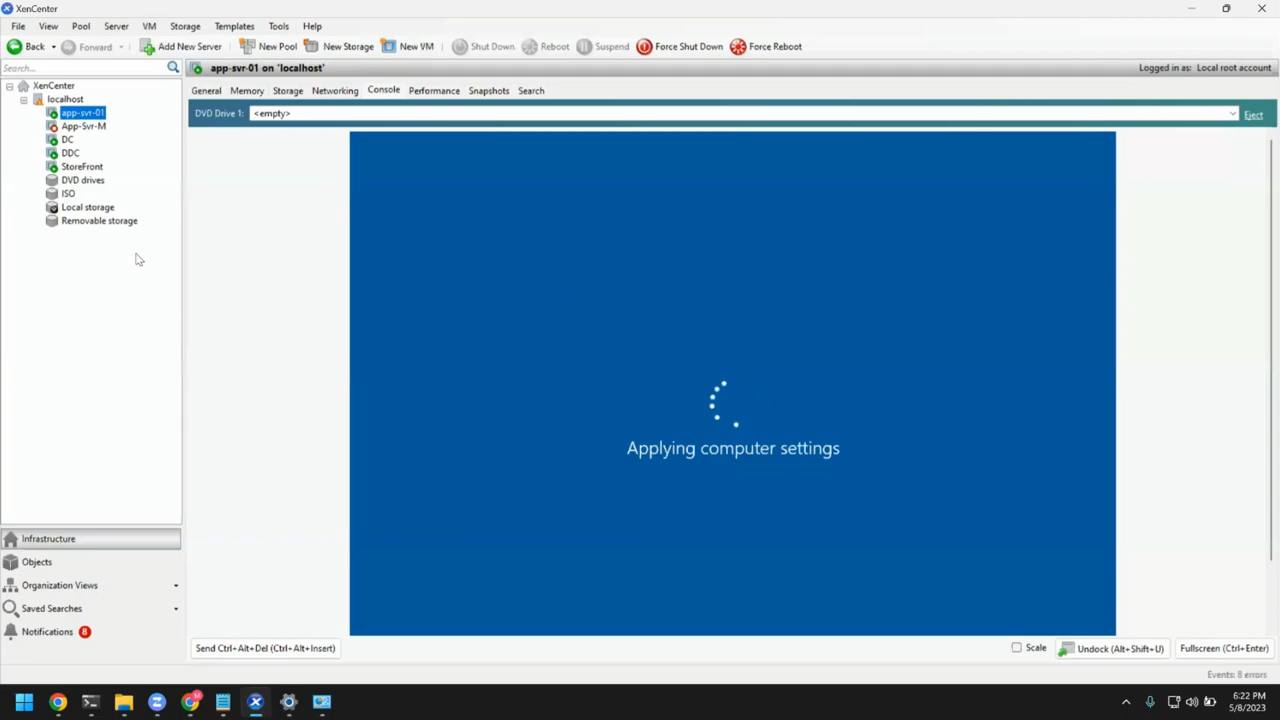 XenCenter
File View Pool Server VM Storage Templates Tools Help
Back Forward Add New Server New Pool New Storage New VM Shut Down Reboot Suspend Force Shut Down Force Reboot
Search...
app-svr-01 on 'localhost' Logged in as: Local root account
XenCenter
localhost
app-svr-01
App-Svr-M
DC
DDC
StoreFront
DVD drives
ISO
Local storage
Removable storage
General Memory Storage Networking Console Performance Snapshots Search
DVD Drive 1: <empty> Eject
Applying computer settings
Infrastructure
Objects
Organization Views
Saved Searches
Notifications 8
Send Ctrl+Alt+Del (Ctrl+Alt+Insert) Scale Undock (Alt+Shift+U) Fullscreen (Ctrl+Enter)
Events: 8 errors
6:22 PM
5/8/2023